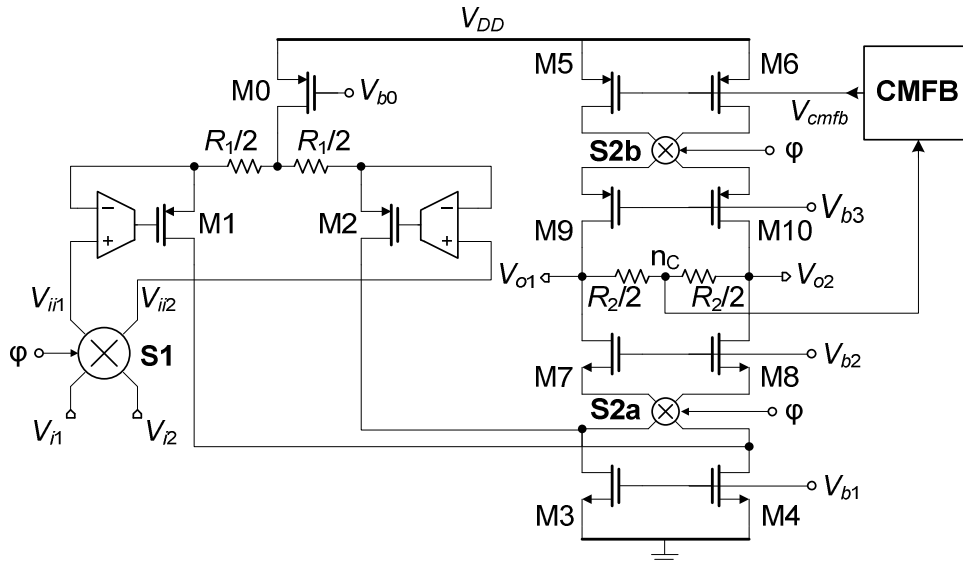 V_DD
M5
M6
CMFB
M0
V_b0
V_cmfb
R_1/2
R_1/2
S2b
φ
M1
M2
M9
M10
V_b3
n_C
V_o1
V_o2
R_2/2
R_2/2
V_ii1
V_ii2
φ
S1
M7
M8
V_b2
S2a
φ
V_i1
V_i2
M3
M4
V_b1